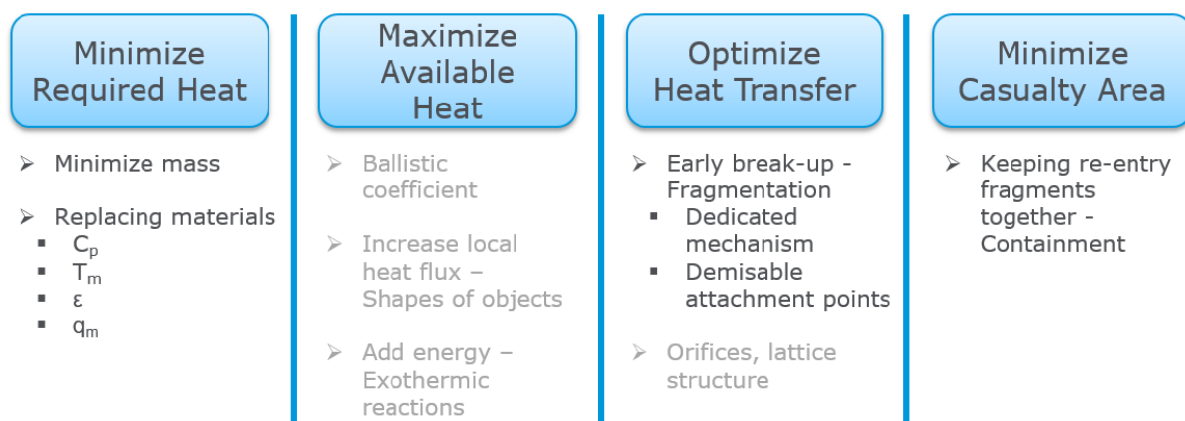 Minimize
Required Heat
➢ Minimize mass
➢ Replacing materials
▪ Cp
▪ Tm
▪ ε
▪ qm
Maximize
Available
Heat
➢ Ballistic
coefficient
➢ Increase local
heat flux –
Shapes of objects
➢ Add energy –
Exothermic
reactions
Optimize
Heat Transfer
➢ Early break-up -
Fragmentation
▪ Dedicated
mechanism
▪ Demisable
attachment points
➢ Orifices, lattice
structure
Minimize
Casualty Area
➢ Keeping re-entry
fragments
together -
Containment